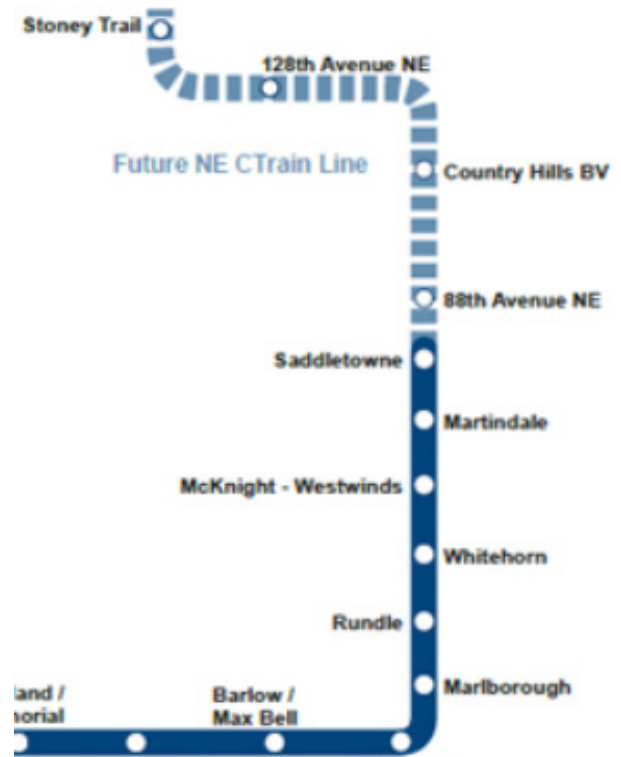 Stoney Trail
128th Avenue NE
Future NE CTrain Line
Country Hills BV
88th Avenue NE
Saddletowne
Martindale
McKnight - Westwinds
Whitehorn
Rundle
Marlborough
Barlow /
Max Bell